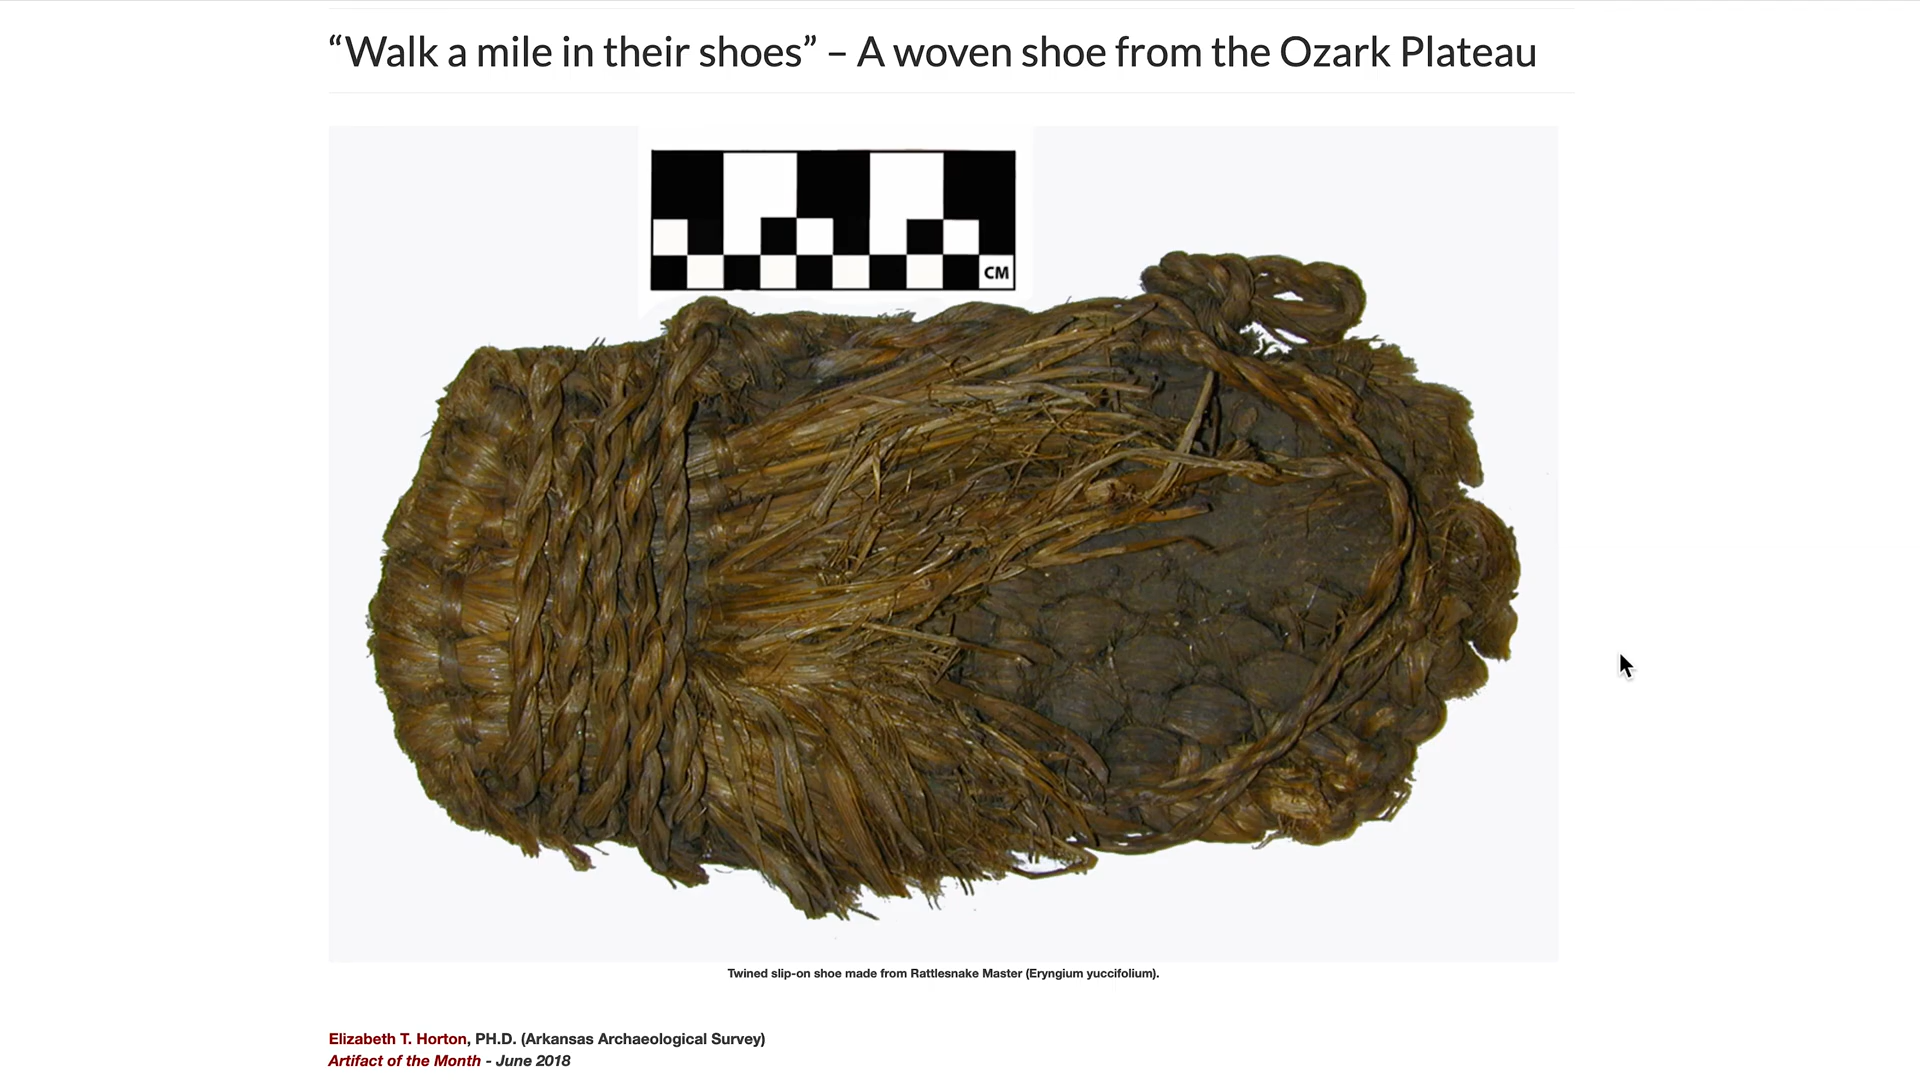 “Walk a mile in their shoes” – A woven shoe from the Ozark Plateau
CM
Twined slip-on shoe made from Rattlesnake Master (Eryngium yuccifolium).
Elizabeth T. Horton, PH.D. (Arkansas Archaeological Survey)
Artifact of the Month - June 2018